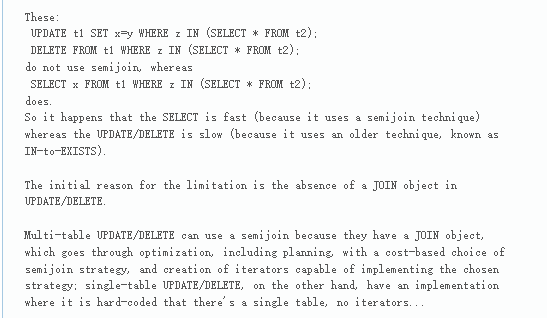 These:
UPDATE t1 SET x=y WHERE z IN (SELECT * FROM t2);
DELETE FROM t1 WHERE z IN (SELECT * FROM t2);
do not use semijoin, whereas
SELECT x FROM t1 WHERE z IN (SELECT * FROM t2);
does.
So it happens that the SELECT is fast (because it uses a semijoin technique)
whereas the UPDATE/DELETE is slow (because it uses an older technique, known as
IN-to-EXISTS).
The initial reason for the limitation is the absence of a JOIN object in
UPDATE/DELETE.
Multi-table UPDATE/DELETE can use a semijoin because they have a JOIN object,
which goes through optimization, including planning, with a cost-based choice of
semijoin strategy, and creation of iterators capable of implementing the chosen
strategy; single-table UPDATE/DELETE, on the other hand, have an implementation
where it is hard-coded that there's a single table, no iterators...